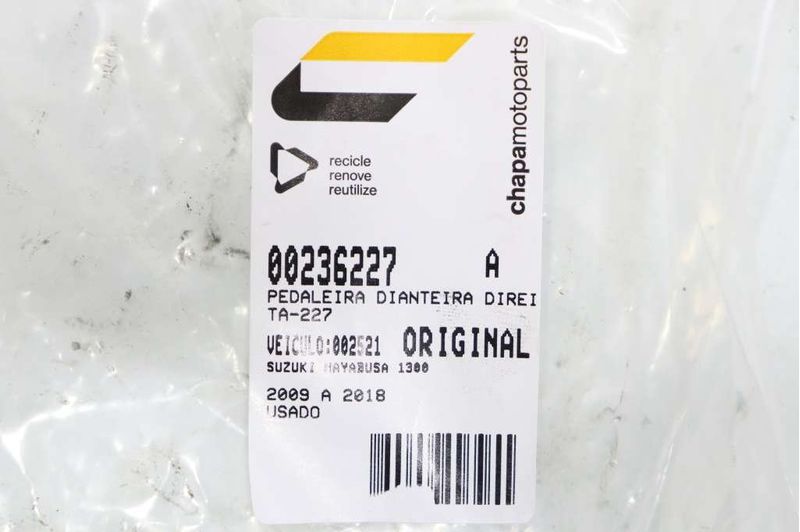 chapamotoparts
recicle
renove
reutilize
00236227 A
PEDALEIRA DIANTEIRA DIREI
TA-227
VEICULO:002521 ORIGINAL
SUZUKI HAYABUSA 1300
2009 A 2018
USADO